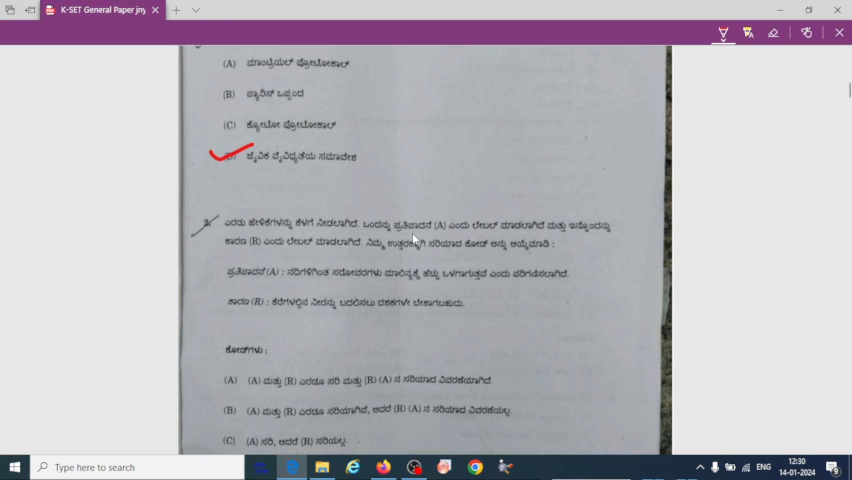 K-SET General Paper jny
(A) ಮಾಂಟ್ರಿಯಲ್ ಪ್ರೋಟೋಕಾಲ್
(B) ಪ್ಯಾರಿಸ್ ಒಪ್ಪಂದ
(C) ಕ್ಯೋಟೋ ಪ್ರೋಟೋಕಾಲ್
(D) ಜೈವಿಕ ವೈವಿಧ್ಯತೆಯ ಸಮಾವೇಶ
2. ಎರಡು ಹೇಳಿಕೆಗಳನ್ನು ಕೆಳಗೆ ನೀಡಲಾಗಿದೆ. ಒಂದನ್ನು ಪ್ರತಿಪಾದನೆ (A) ಎಂದು ಲೇಬಲ್ ಮಾಡಲಾಗಿದೆ ಮತ್ತು ಇನ್ನೊಂದನ್ನು
ಕಾರಣ (R) ಎಂದು ಲೇಬಲ್ ಮಾಡಲಾಗಿದೆ. ನಿಮ್ಮ ಉತ್ತರಕ್ಕಾಗಿ ಸರಿಯಾದ ಕೋಡ್ ಅನ್ನು ಆಯ್ಕೆಮಾಡಿ :
ಪ್ರತಿಪಾದನೆ (A) : ನದಿಗಳಿಗಿಂತ ಸರೋವರಗಳು ಮಾಲಿನ್ಯಕ್ಕೆ ಹೆಚ್ಚು ಒಳಗಾಗುತ್ತವೆ ಎಂದು ಪರಿಗಣಿಸಲಾಗಿದೆ.
ಕಾರಣ (R) : ಕೆರೆಗಳಲ್ಲಿನ ನೀರನ್ನು ಬದಲಿಸಲು ದಶಕಗಳೇ ಬೇಕಾಗಬಹುದು.
ಕೋಡ್‌ಗಳು :
(A) (A) ಮತ್ತು (R) ಎರಡೂ ಸರಿ ಮತ್ತು (R) (A) ನ ಸರಿಯಾದ ವಿವರಣೆಯಾಗಿದೆ.
(B) (A) ಮತ್ತು (R) ಎರಡೂ ಸರಿಯಾಗಿವೆ, ಆದರೆ (R) (A) ನ ಸರಿಯಾದ ವಿವರಣೆಯಲ್ಲ.
(C) (A) ಸರಿ, ಆದರೆ (R) ಸರಿಯಲ್ಲ.
Type here to search
ENG
12:30
14-01-2024
9